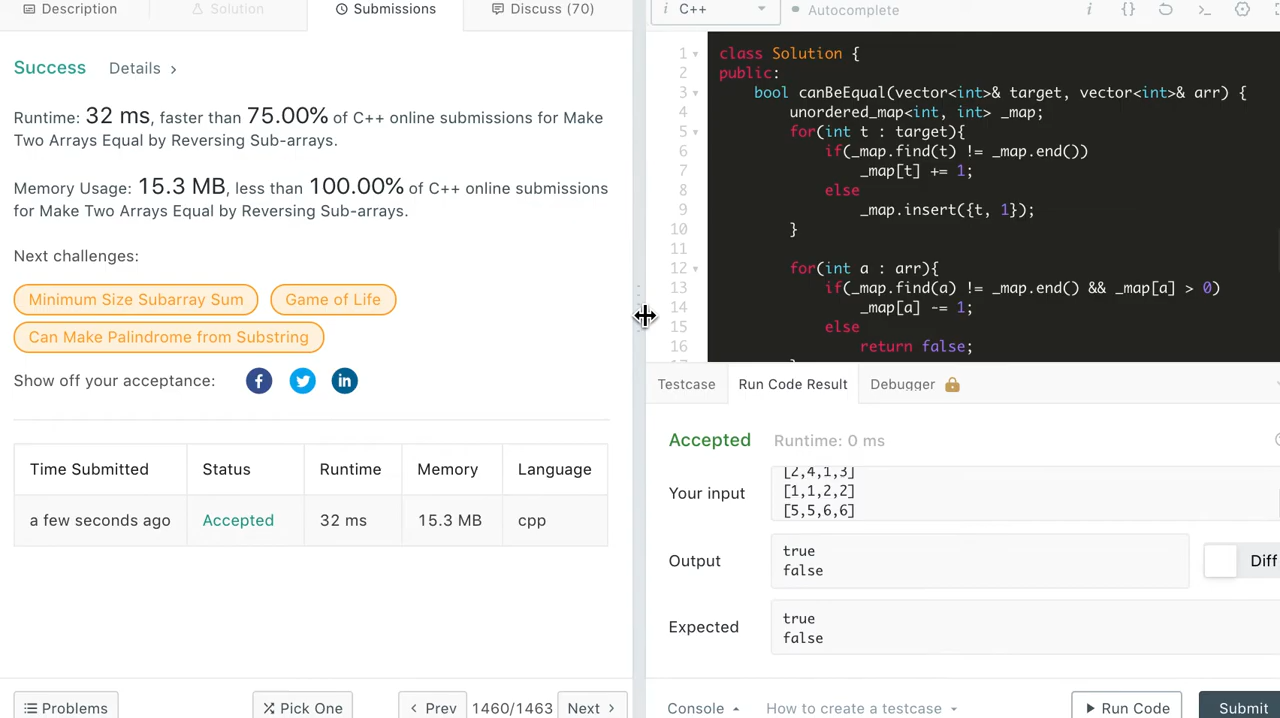 Description
Solution
Submissions
Discuss (70)
Success
Details >
Runtime: 32 ms, faster than 75.00% of C++ online submissions for Make
Two Arrays Equal by Reversing Sub-arrays.
Memory Usage: 15.3 MB, less than 100.00% of C++ online submissions
for Make Two Arrays Equal by Reversing Sub-arrays.
Next challenges:
Minimum Size Subarray Sum
Game of Life
Can Make Palindrome from Substring
Show off your acceptance:
Time Submitted Status Runtime Memory Language
a few seconds ago Accepted 32 ms 15.3 MB cpp
Problems
Pick One
< Prev
1460/1463
Next >
i C++
Autocomplete
1 class Solution {
2 public:
3 bool canBeEqual(vector<int>& target, vector<int>& arr) {
4 unordered_map<int, int> _map;
5 for(int t : target){
6 if(_map.find(t) != _map.end())
7 _map[t] += 1;
8 else
9 _map.insert({t, 1});
10 }
11
12 for(int a : arr){
13 if(_map.find(a) != _map.end() && _map[a] > 0)
14 _map[a] -= 1;
15 else
16 return false;
Testcase
Run Code Result
Debugger
Accepted
Runtime: 0 ms
Your input
[2,4,1,3]
[1,1,2,2]
[5,5,6,6]
Output
true
false
Diff
Expected
true
false
Console
How to create a testcase
Run Code
Submit